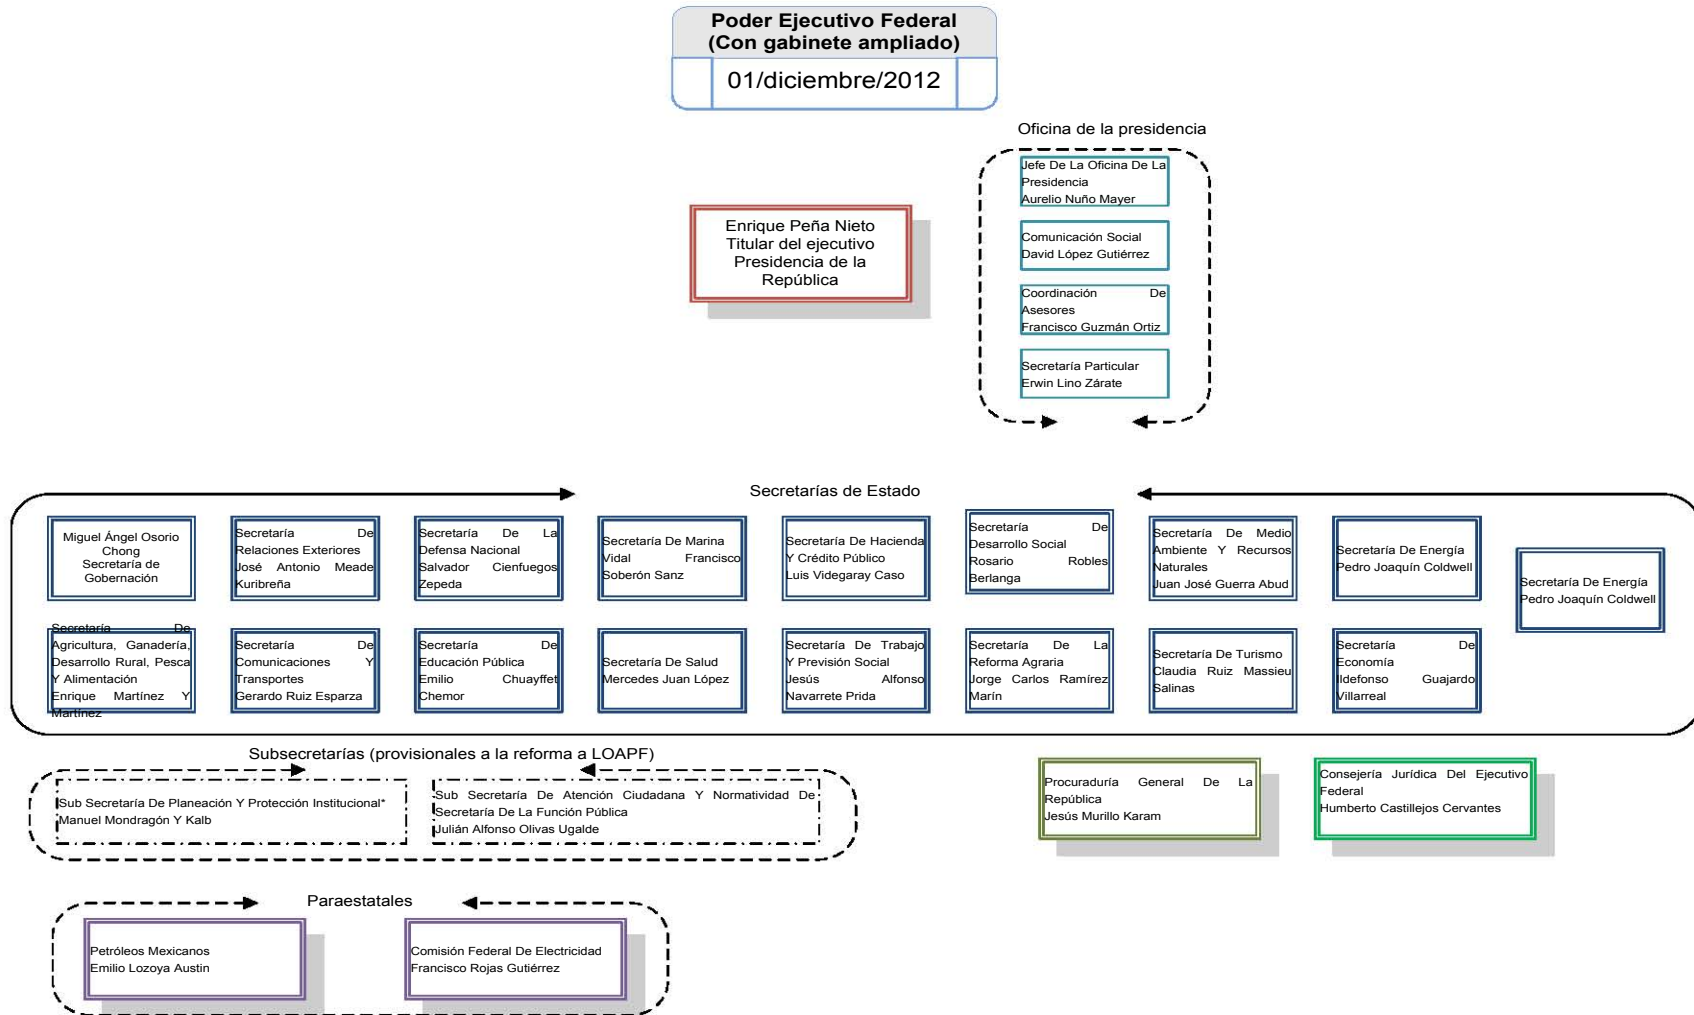 Poder Ejecutivo Federal
(Con gabinete ampliado)
01/diciembre/2012
Oficina de la presidencia
Jefe De La Oficina De La
Presidencia
Aurelio Nuño Mayer
Enrique Peña Nieto
Titular del ejecutivo
Presidencia de la
República
Comunicación Social
David López Gutiérrez
Coordinación De
Asesores
Francisco Guzmán Ortiz
Secretaría Particular
Erwin Lino Zárate
Secretarías de Estado
Miguel Ángel Osorio
Chong
Secretaría de
Gobernación
Secretaría De
Relaciones Exteriores
José Antonio Meade
Kuribreña
Secretaría De La
Defensa Nacional
Salvador Cienfuegos
Zepeda
Secretaría De Marina
Vidal Francisco
Soberón Sanz
Secretaría De Hacienda
Y Crédito Público
Luis Videgaray Caso
Secretaría De
Desarrollo Social
Rosario Robles
Berlanga
Secretaría De Medio
Ambiente Y Recursos
Naturales
Juan José Guerra Abud
Secretaría De Energía
Pedro Joaquín Coldwell
Secretaría De Energía
Pedro Joaquín Coldwell
Secretaría De
Agricultura, Ganadería,
Desarrollo Rural, Pesca
Y Alimentación
Enrique Martínez Y
Martínez
Secretaría De
Comunicaciones Y
Transportes
Gerardo Ruiz Esparza
Secretaría De
Educación Pública
Emilio Chuayffet
Chemor
Secretaría De Salud
Mercedes Juan López
Secretaría De Trabajo
Y Previsión Social
Jesús Alfonso
Navarrete Prida
Secretaría De La
Reforma Agraria
Jorge Carlos Ramírez
Marín
Secretaría De Turismo
Claudia Ruiz Massieu
Salinas
Secretaría De
Economía
Ildefonso Guajardo
Villarreal
Subsecretarías (provisionales a la reforma a LOAPF)
Sub Secretaría De Planeación Y Protección Institucional*
Manuel Mondragón Y Kalb
Sub Secretaría De Atención Ciudadana Y Normatividad De
Secretaría De La Función Pública
Julián Alfonso Olivas Ugalde
Procuraduría General De La
República
Jesús Murillo Karam
Consejería Jurídica Del Ejecutivo
Federal
Humberto Castillejos Cervantes
Paraestatales
Petróleos Mexicanos
Emilio Lozoya Austin
Comisión Federal De Electricidad
Francisco Rojas Gutiérrez